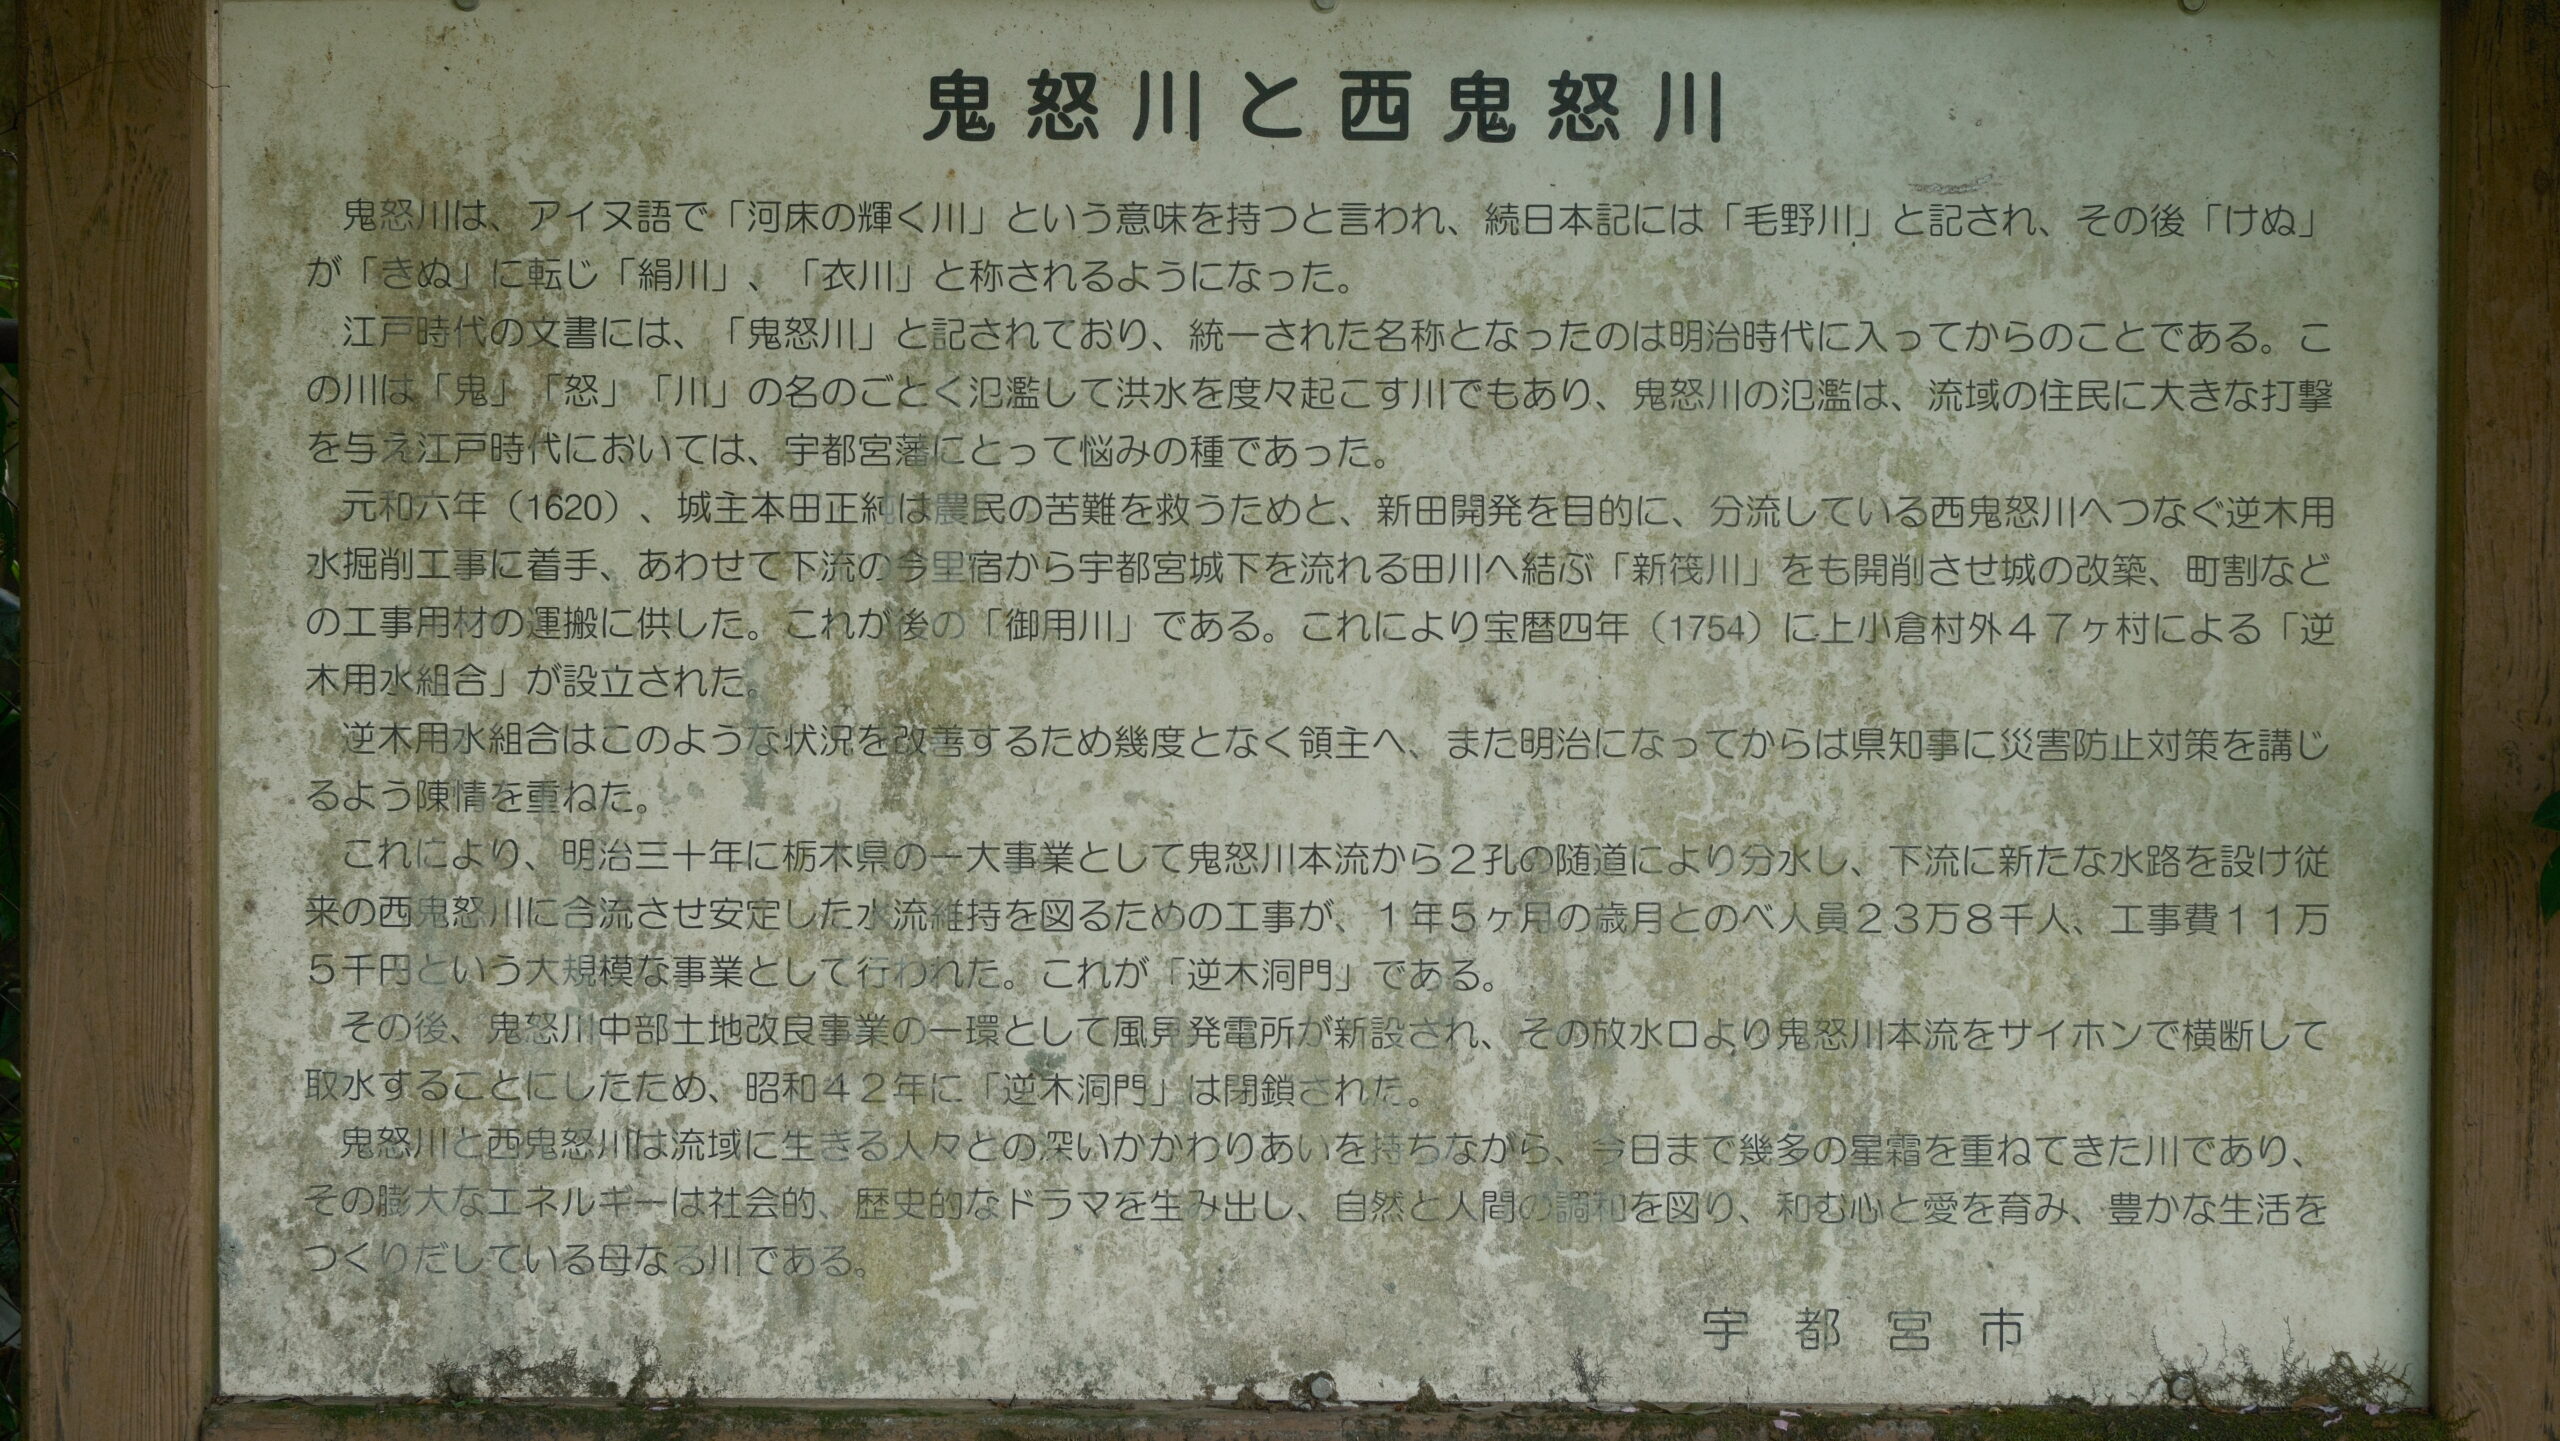 鬼怒川と西鬼怒川
鬼怒川は、アイヌ語で「河床の輝く川」という意味を持つと言われ、続日本記には「毛野川」と記され、その後「けぬ」
が「きぬ」に転じ「絹川」、「衣川」と称されるようになった。
江戸時代の文書には、「鬼怒川」と記されており、統一された名称となったのは明治時代に入ってからのことである。こ
の川は「鬼」「怒」「川」の名のごとく氾濫して洪水を度々起こす川でもあり、鬼怒川の氾濫は、流域の住民に大きな打撃
を与え江戸時代においては、宇都宮藩にとって悩みの種であった。
元和六年（1620）、城主本田正純は農民の苦難を救うためと、新田開発を目的に、分流している西鬼怒川へつなぐ逆木用
水掘削工事に着手、あわせて下流の今里宿から宇都宮城下を流れる田川へ結ぶ「新筏川」をも開削させ城の改築、町割など
の工事用材の運搬に供した。これが後の「御用川」である。これにより宝暦四年（1754）に上小倉村外４７ヶ村による「逆
木用水組合」が設立された。
逆木用水組合はこのような状況を改善するため幾度となく領主へ、また明治になってからは県知事に災害防止対策を講じ
るよう陳情を重ねた。
これにより、明治三十年に栃木県の一大事業として鬼怒川本流から２孔の随道により分水し、下流に新たな水路を設け従
来の西鬼怒川に合流させ安定した水流維持を図るための工事が、１年５ヶ月の歳月とのべ人員２３万８千人、工事費１１万
５千円という大規模な事業として行われた。これが「逆木洞門」である。
その後、鬼怒川中部土地改良事業の一環として風見発電所が新設され、その放水口より鬼怒川本流をサイホンで横断して
取水することにしたため、昭和４２年に「逆木洞門」は閉鎖された。
鬼怒川と西鬼怒川は流域に生きる人々との深いかかわりあいを持ちながら、今日まで幾多の星霜を重ねてきた川であり、
その膨大なエネルギーは社会的、歴史的なドラマを生み出し、自然と人間の調和を図り、和む心と愛を育み、豊かな生活を
つくりだしている母なる川である。
宇都宮市